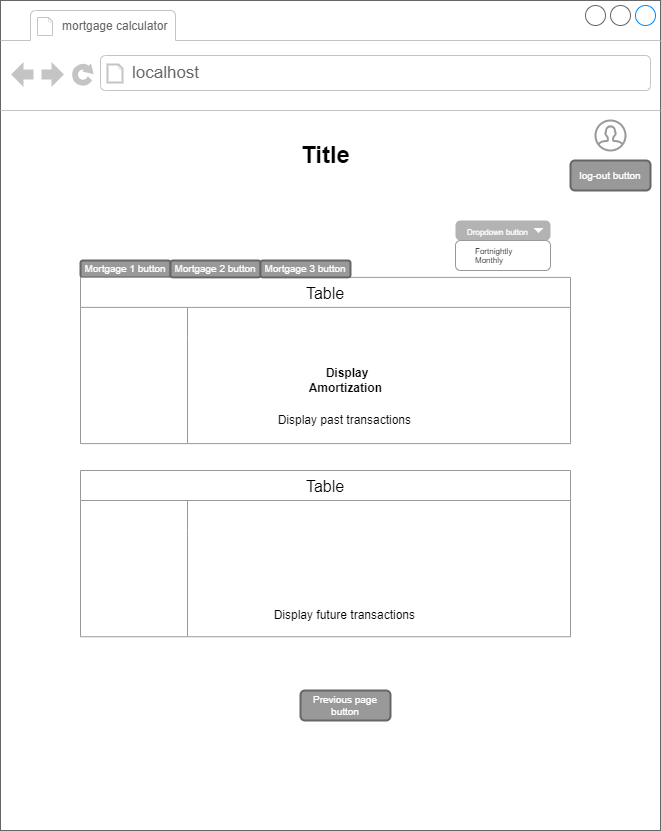 mortgage calculator
localhost
Title
log-out button
Dropdown button
Fortnightly
Monthly
Mortgage 1 button Mortgage 2 button Mortgage 3 button
Table
Display
Amortization
Display past transactions
Table
Display future transactions
Previous page
button